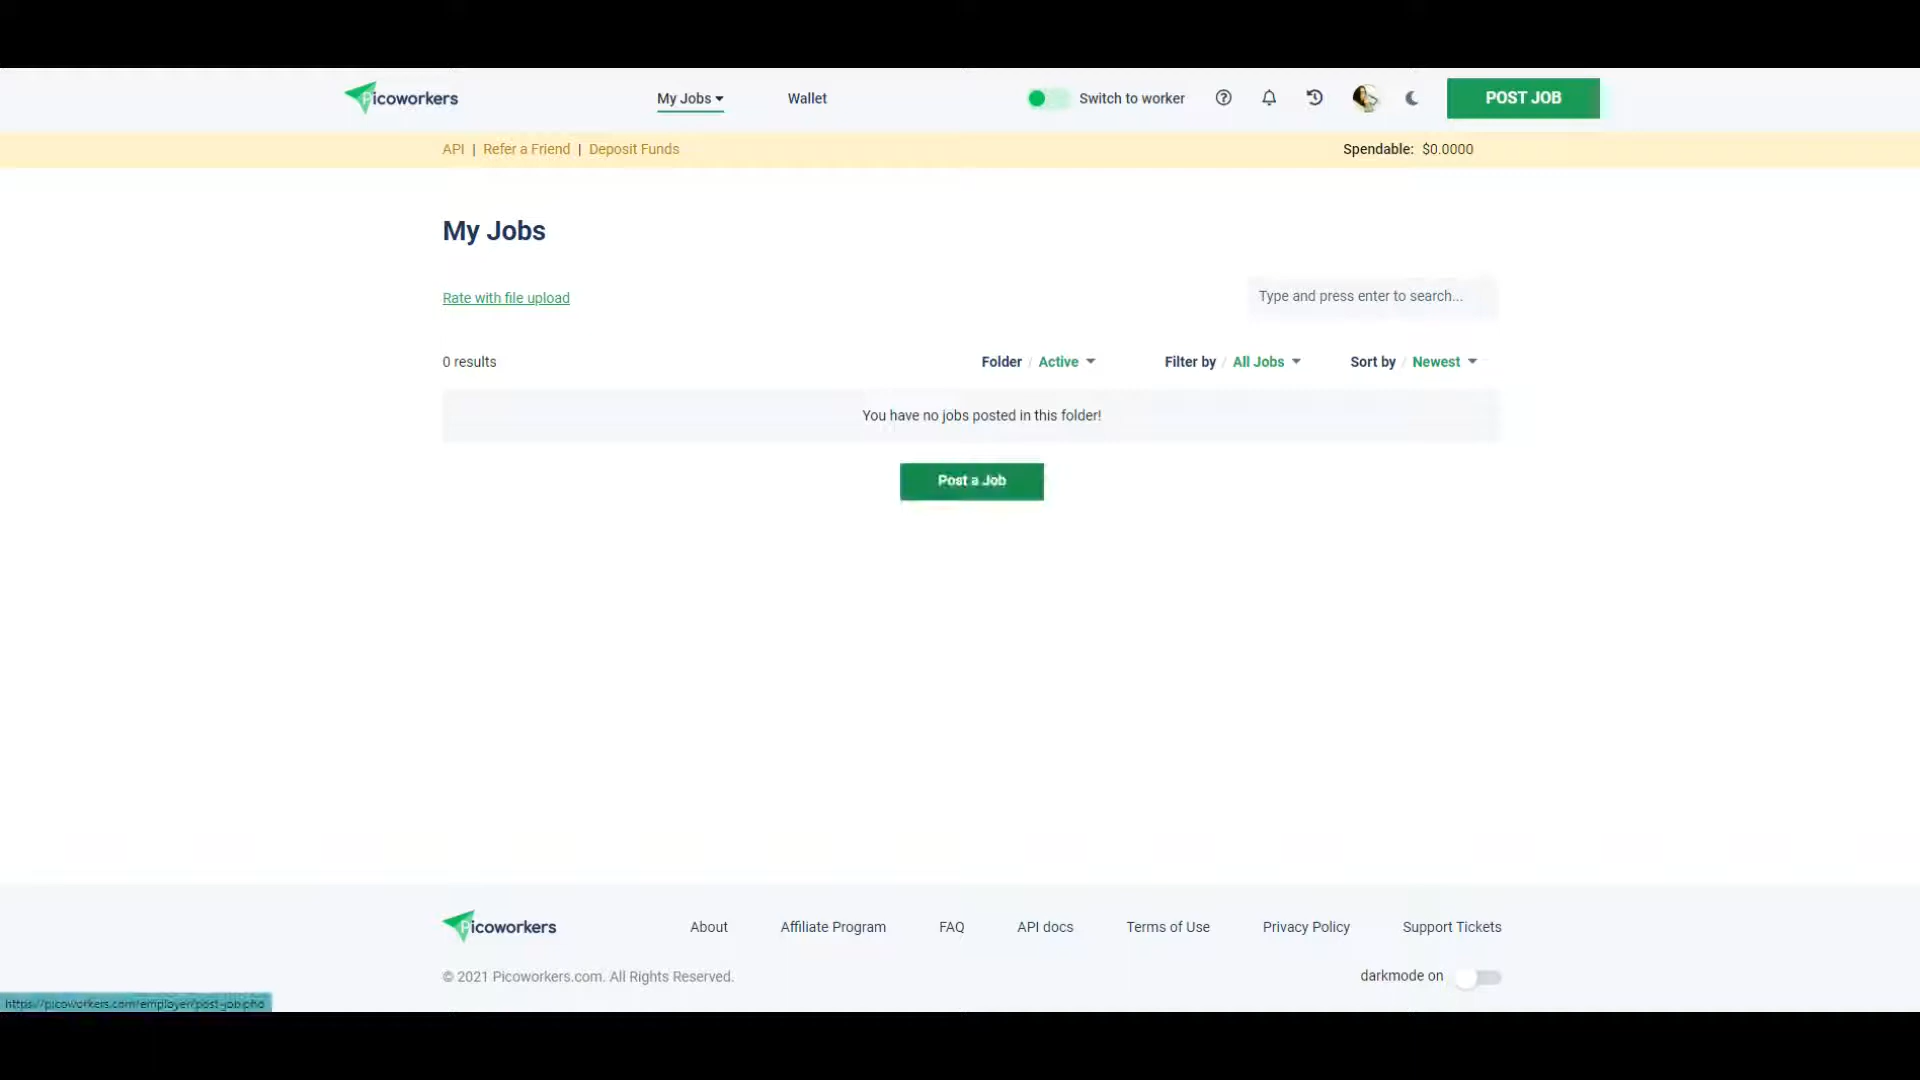 Picoworkers My Jobs Wallet Switch to worker POST JOB
API | Refer a Friend | Deposit Funds Spendable: $0.0000
My Jobs
Rate with file upload Type and press enter to search...
0 results Folder / Active Filter by / All Jobs Sort by / Newest
You have no jobs posted in this folder!
Post a Job
Picoworkers About Affiliate Program FAQ API docs Terms of Use Privacy Policy Support Tickets
© 2021 Picoworkers.com. All Rights Reserved. darkmode on
https://picoworkers.com/employer/post-job.php